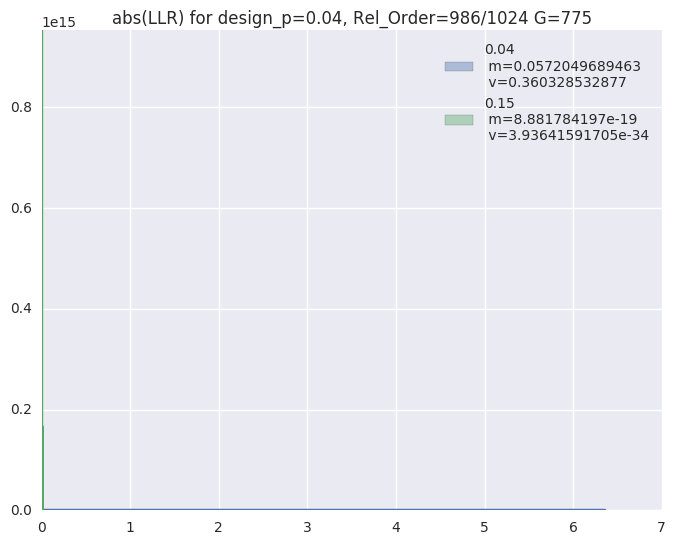 abs(LLR) for design_p=0.04, Rel_Order=986/1024 G=775
1e15
0.04
m=0.0572049689463
v=0.360328532877
0.15
m=8.881784197e-19
v=3.93641591705e-34
0.8
0.6
0.4
0.2
0.0
0 1 2 3 4 5 6 7